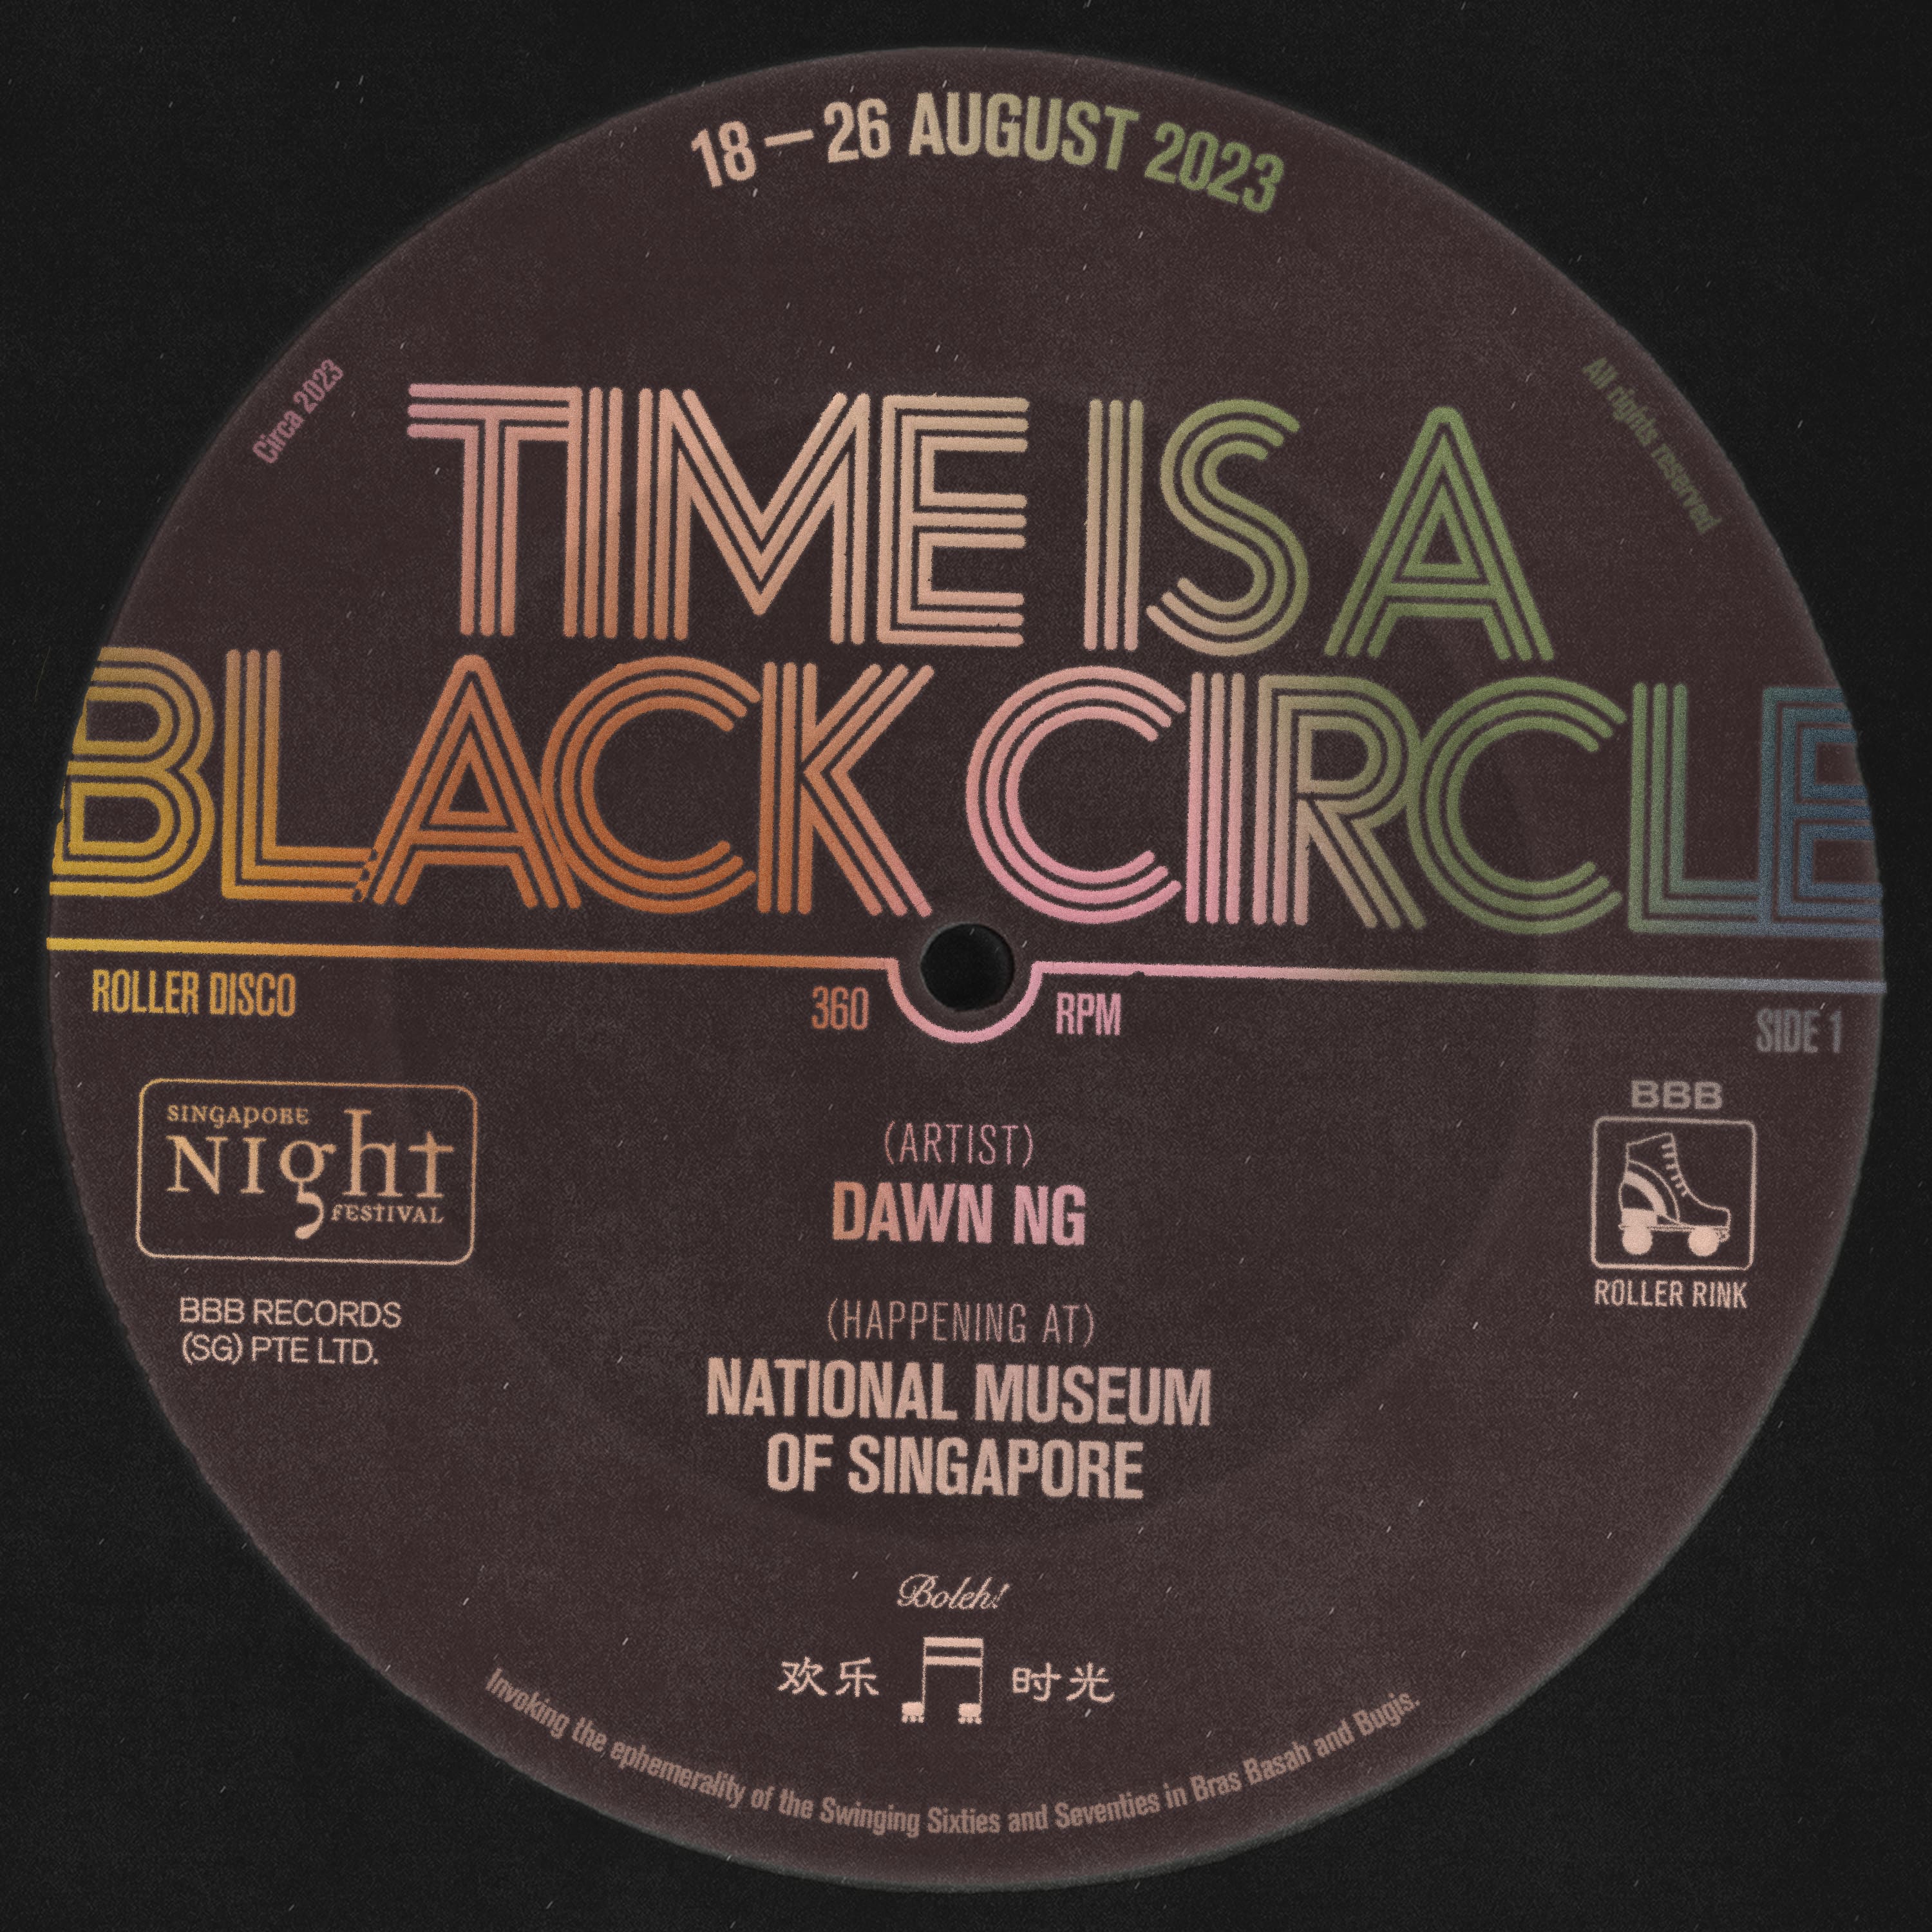 18 — 26 AUGUST 2023
Circa 2023
All rights reserved
TIME IS A
BLACK CIRCLE
ROLLER DISCO
360
RPM
SIDE 1
SINGAPORE
NIght
FESTIVAL
BBB RECORDS
(SG) PTE LTD.
(ARTIST)
DAWN NG
(HAPPENING AT)
NATIONAL MUSEUM
OF SINGAPORE
BBB
ROLLER RINK
Boleh!
欢乐 时光
Invoking the ephemerality of the Swinging Sixties and Seventies in Bras Basah and Bugis.